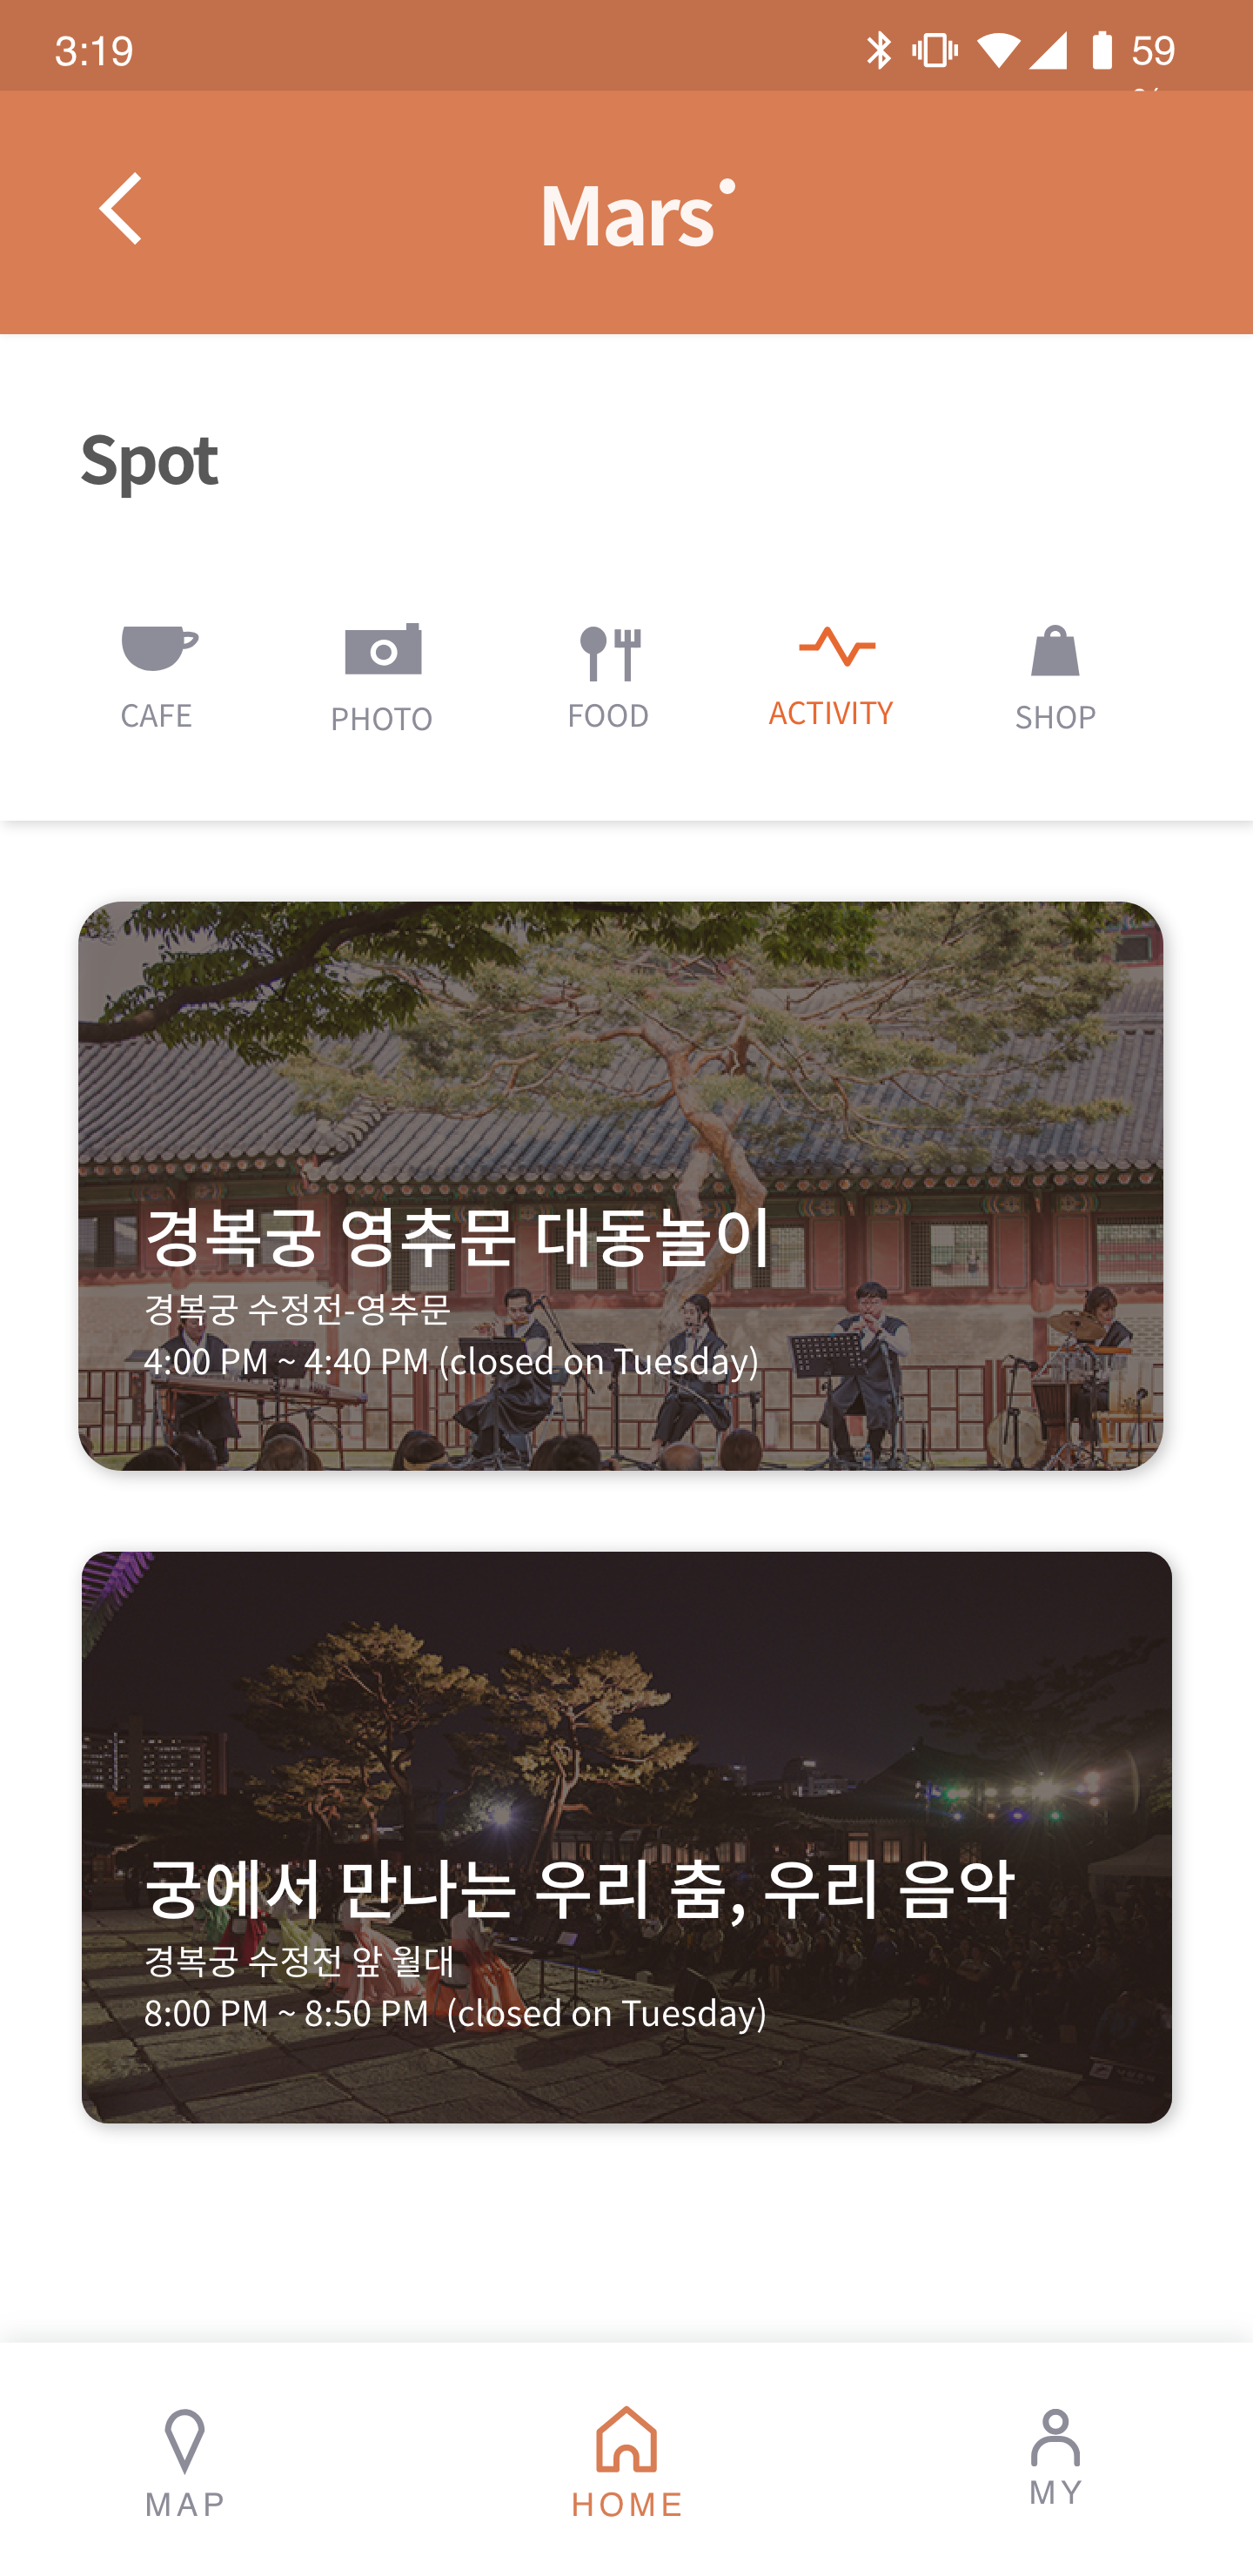 3:19
59
Mars
Spot
CAFE
PHOTO
FOOD
ACTIVITY
SHOP
경복궁 영추문 대동놀이
경복궁 수정전-영추문
4:00 PM ~ 4:40 PM (closed on Tuesday)
궁에서 만나는 우리 춤, 우리 음악
경복궁 수정전 앞 월대
8:00 PM ~ 8:50 PM (closed on Tuesday)
MAP
HOME
MY